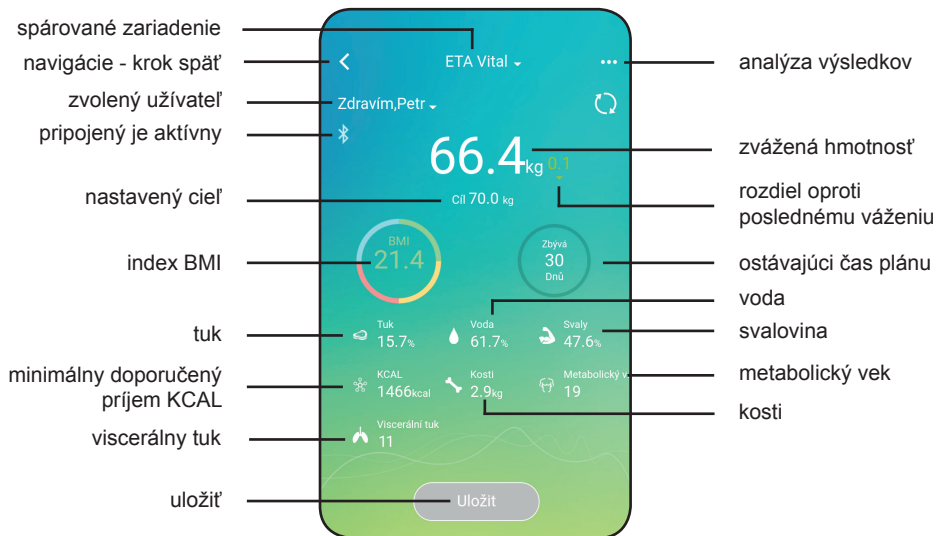 spárované zariadenie
navigácie - krok späť
zvolený užívateľ
pripojený je aktívny
nastavený cieľ
index BMI
tuk
minimálny doporučený
príjem KCAL
viscerálny tuk
uložiť
ETA Vital
Zdravím,Petr
66.4kg
0.1
Cíl 70.0 kg
BMI
21.4
Zbývá
30
Dnů
Tuk
15.7%
Voda
61.7%
Svaly
47.6%
KCAL
1466kcal
Kosti
2.9kg
Metabolický v
19
Viscerální tuk
11
Uložit
analýza výsledkov
zvážená hmotnosť
rozdiel oproti
poslednému váženiu
ostávajúci čas plánu
voda
svalovina
metabolický vek
kosti